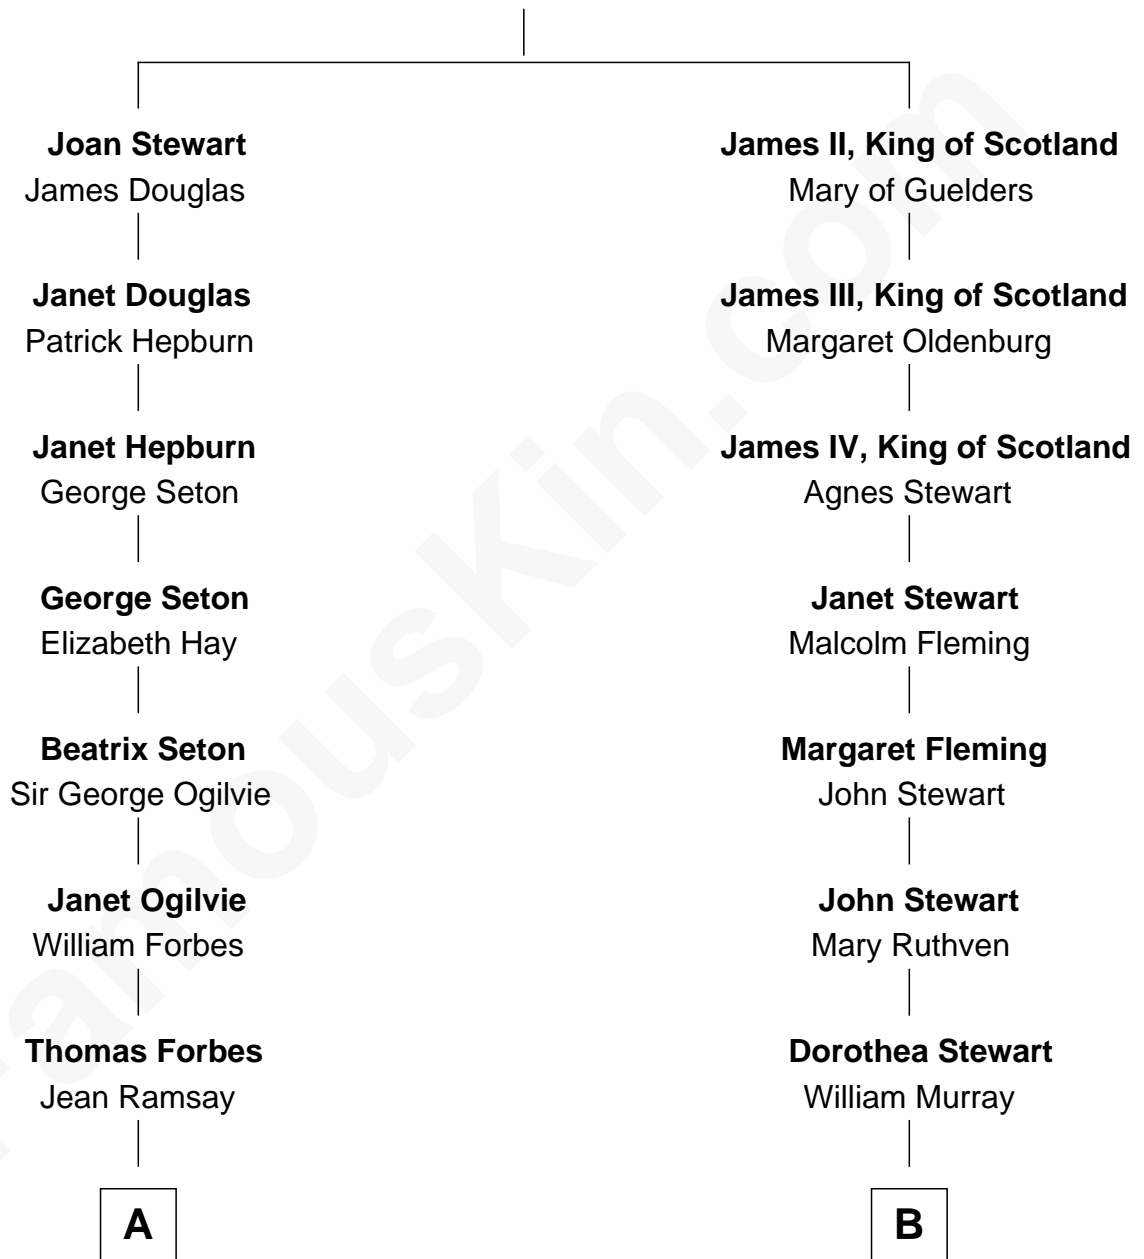 Joan Stewart
James Douglas
Janet Douglas
Patrick Hepburn
Janet Hepburn
George Seton
George Seton
Elizabeth Hay
Beatrix Seton
Sir George Ogilvie
Janet Ogilvie
William Forbes
Thomas Forbes
Jean Ramsay
A
James II, King of Scotland
Mary of Guelders
James III, King of Scotland
Margaret Oldenburg
James IV, King of Scotland
Agnes Stewart
Janet Stewart
Malcolm Fleming
Margaret Fleming
John Stewart
John Stewart
Mary Ruthven
Dorothea Stewart
William Murray
B
FamousKin.com